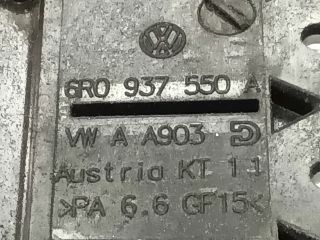 6R0 937 550 A
VW A A903
Austria KT 11
>PA 6.6 GF15<